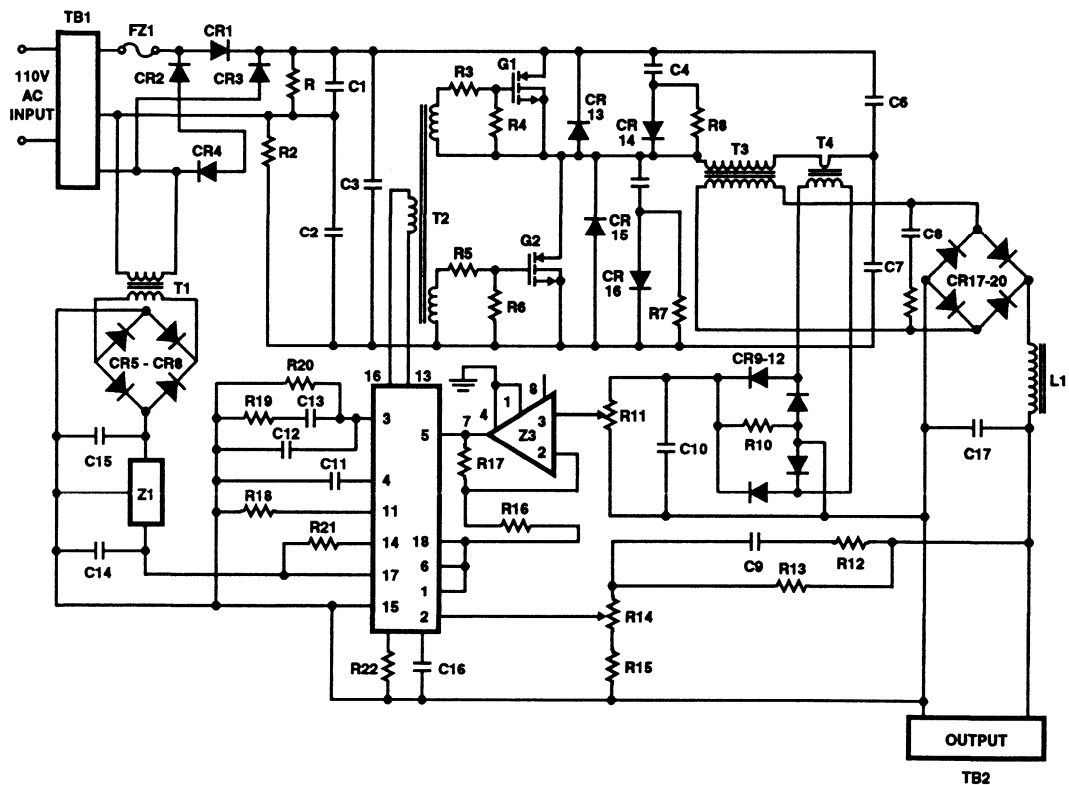 TB1
FZ1
CR1
CR2
CR3
R
C1
110V
AC
INPUT
R2
CR4
C3
C2
T1
CR5 - CR8
R3
G1
R4
T2
R5
G2
R6
CR
13
C4
CR
14
R8
CR
15
CR
16
R7
T3
T4
C6
C6
C7
CR17-20
L1
16
13
R20
R19
C13
3
C12
C11
4
R18
11
R21
14
17
15
5
18
6
1
2
7
4
1
8
3
Z3
2
R17
R16
R11
C10
CR9-12
R10
C17
C15
Z1
C14
C9
R12
R13
R14
R15
R22
C16
OUTPUT
TB2